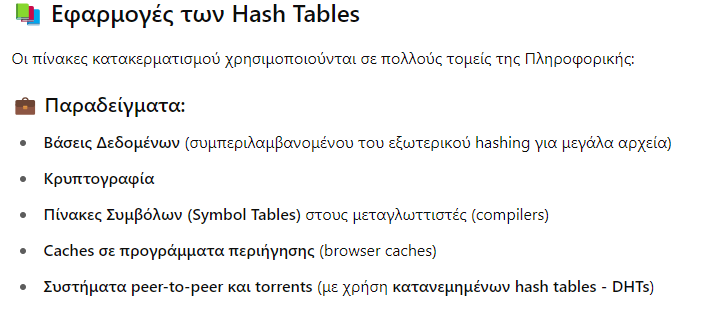 📚 Εφαρμογές των Hash Tables
Οι πίνακες κατακερματισμού χρησιμοποιούνται σε πολλούς τομείς της Πληροφορικής:
💼 Παραδείγματα:
• Βάσεις Δεδομένων (συμπεριλαμβανομένου του εξωτερικού hashing για μεγάλα αρχεία)
• Κρυπτογραφία
• Πίνακες Συμβόλων (Symbol Tables) στους μεταγλωττιστές (compilers)
• Caches σε προγράμματα περιήγησης (browser caches)
• Συστήματα peer-to-peer και torrents (με χρήση κατανεμημένων hash tables - DHTs)